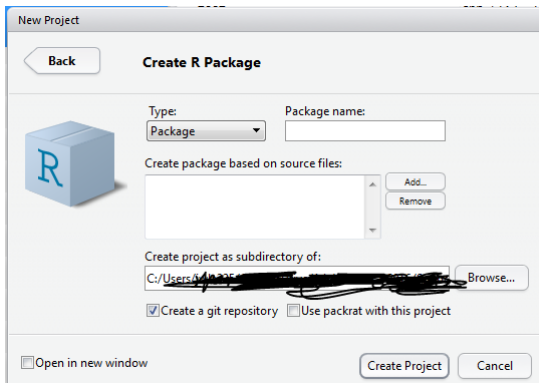 New Project
Back
Create R Package
Type:
Package name:
Package
R
Create package based on source files:
Add...
Remove
Create project as subdirectory of:
C:/Users/
Browse...
Create a git repository
Use packrat with this project
Open in new window
Create Project
Cancel